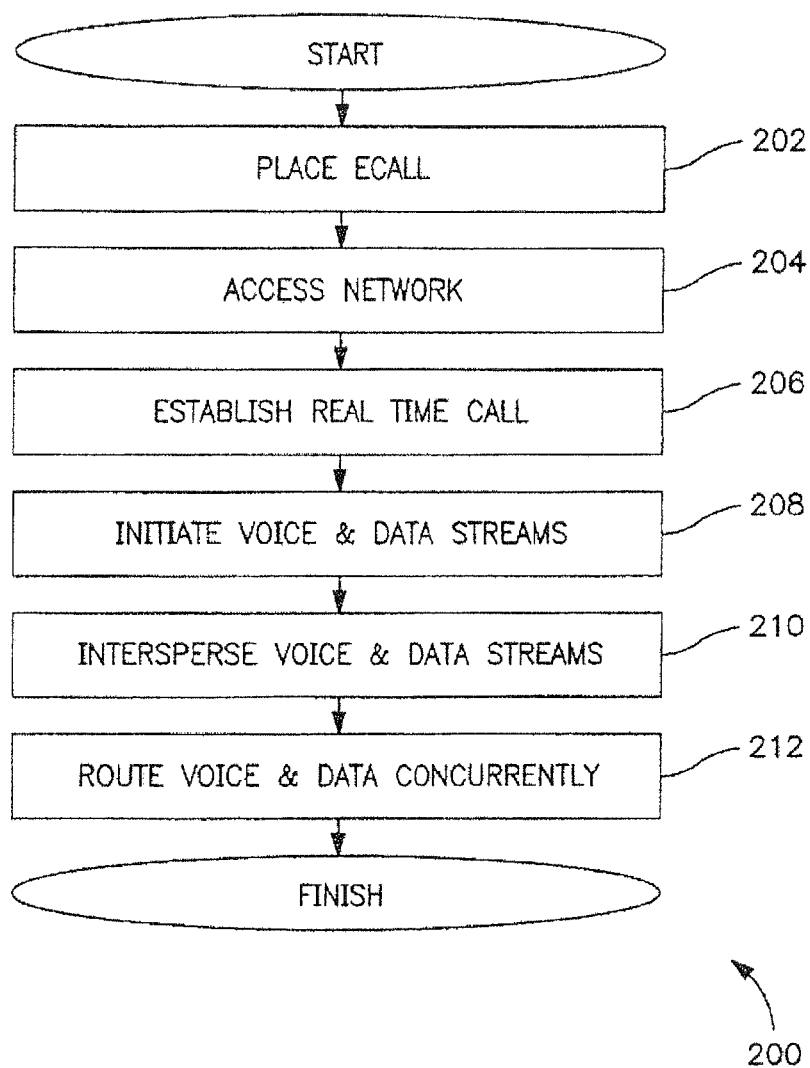 START
PLACE ECALL
202
ACCESS NETWORK
204
ESTABLISH REAL TIME CALL
206
INITIATE VOICE & DATA STREAMS
208
INTERSPERSE VOICE & DATA STREAMS
210
ROUTE VOICE & DATA CONCURRENTLY
212
FINISH
200